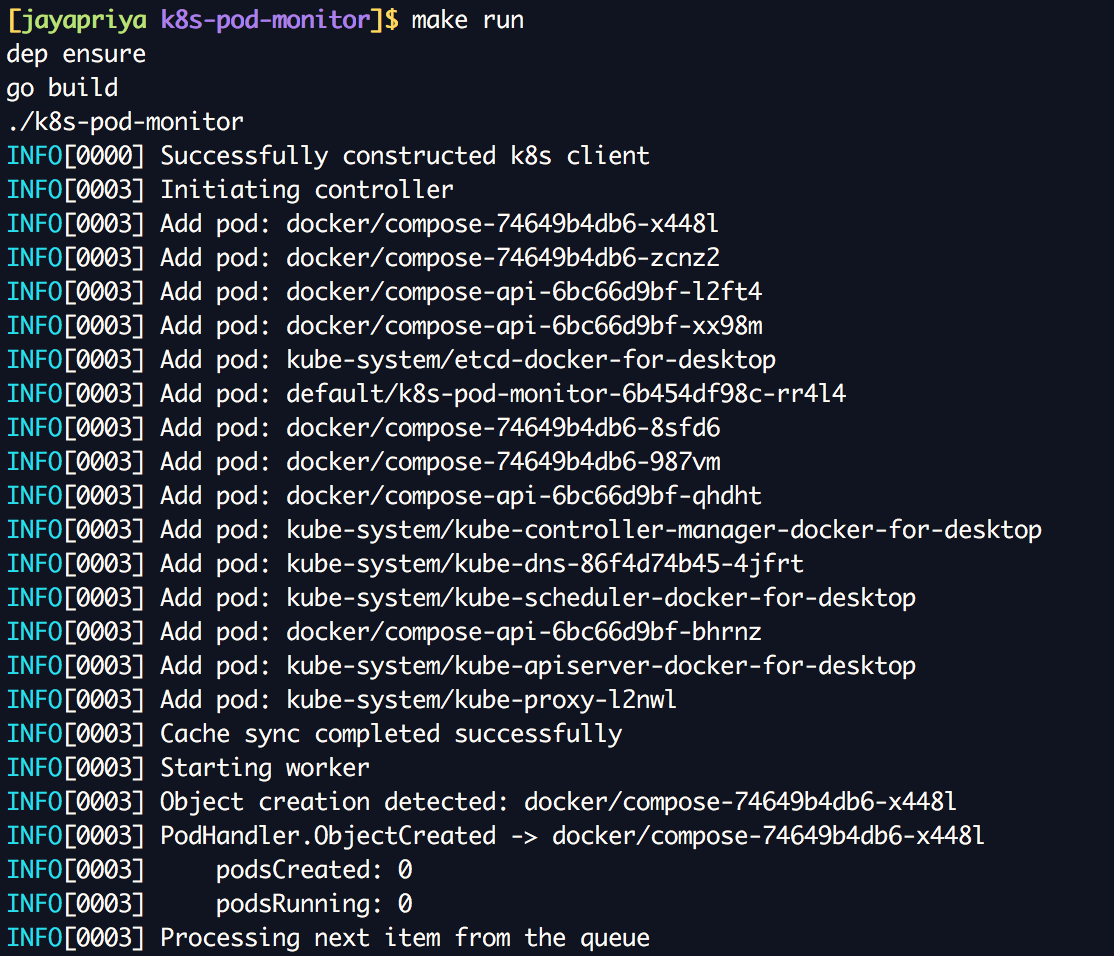 [jayapriya k8s-pod-monitor]$ make run
dep ensure
go build
./k8s-pod-monitor
INFO[0000] Successfully constructed k8s client
INFO[0003] Initiating controller
INFO[0003] Add pod: docker/compose-74649b4db6-x448l
INFO[0003] Add pod: docker/compose-74649b4db6-zcnz2
INFO[0003] Add pod: docker/compose-api-6bc66d9bf-l2ft4
INFO[0003] Add pod: docker/compose-api-6bc66d9bf-xx98m
INFO[0003] Add pod: kube-system/etcd-docker-for-desktop
INFO[0003] Add pod: default/k8s-pod-monitor-6b454df98c-rr4l4
INFO[0003] Add pod: docker/compose-74649b4db6-8sfd6
INFO[0003] Add pod: docker/compose-74649b4db6-987vm
INFO[0003] Add pod: docker/compose-api-6bc66d9bf-qhdht
INFO[0003] Add pod: kube-system/kube-controller-manager-docker-for-desktop
INFO[0003] Add pod: kube-system/kube-dns-86f4d74b45-4jfrt
INFO[0003] Add pod: kube-system/kube-scheduler-docker-for-desktop
INFO[0003] Add pod: docker/compose-api-6bc66d9bf-bhrnz
INFO[0003] Add pod: kube-system/kube-apiserver-docker-for-desktop
INFO[0003] Add pod: kube-system/kube-proxy-l2nwl
INFO[0003] Cache sync completed successfully
INFO[0003] Starting worker
INFO[0003] Object creation detected: docker/compose-74649b4db6-x448l
INFO[0003] PodHandler.ObjectCreated -> docker/compose-74649b4db6-x448l
INFO[0003]     podsCreated: 0
INFO[0003]     podsRunning: 0
INFO[0003] Processing next item from the queue